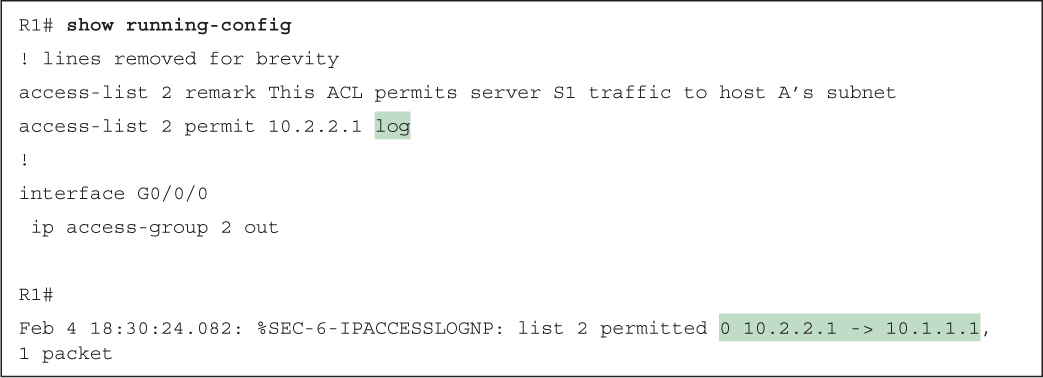 R1# show running-config
! lines removed for brevity
access-list 2 remark This ACL permits server S1 traffic to host A's subnet
access-list 2 permit 10.2.2.1 log
!
interface G0/0/0
 ip access-group 2 out
R1#
Feb 4 18:30:24.082: %SEC-6-IPACCESSLOGNP: list 2 permitted 0 10.2.2.1 -> 10.1.1.1,
1 packet